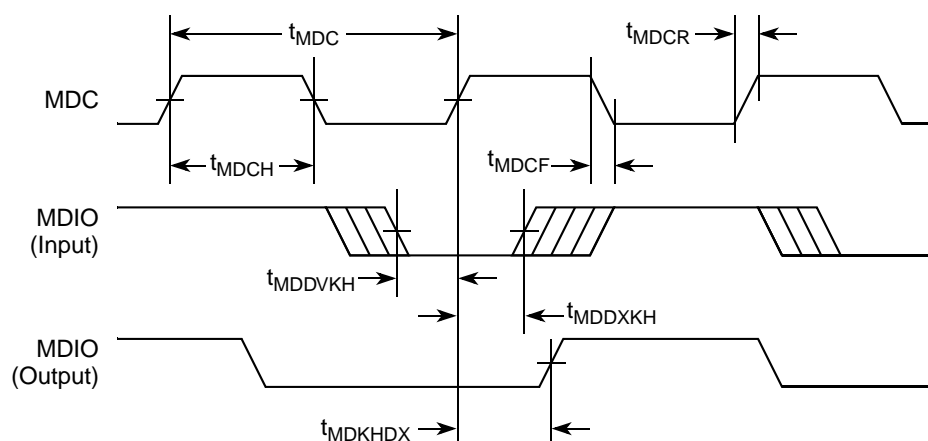 tMDC
tMDCR
MDC
tMDCH
tMDCF
MDIO
(Input)
tMDDVKH
tMDDXKH
MDIO
(Output)
tMDKHDX